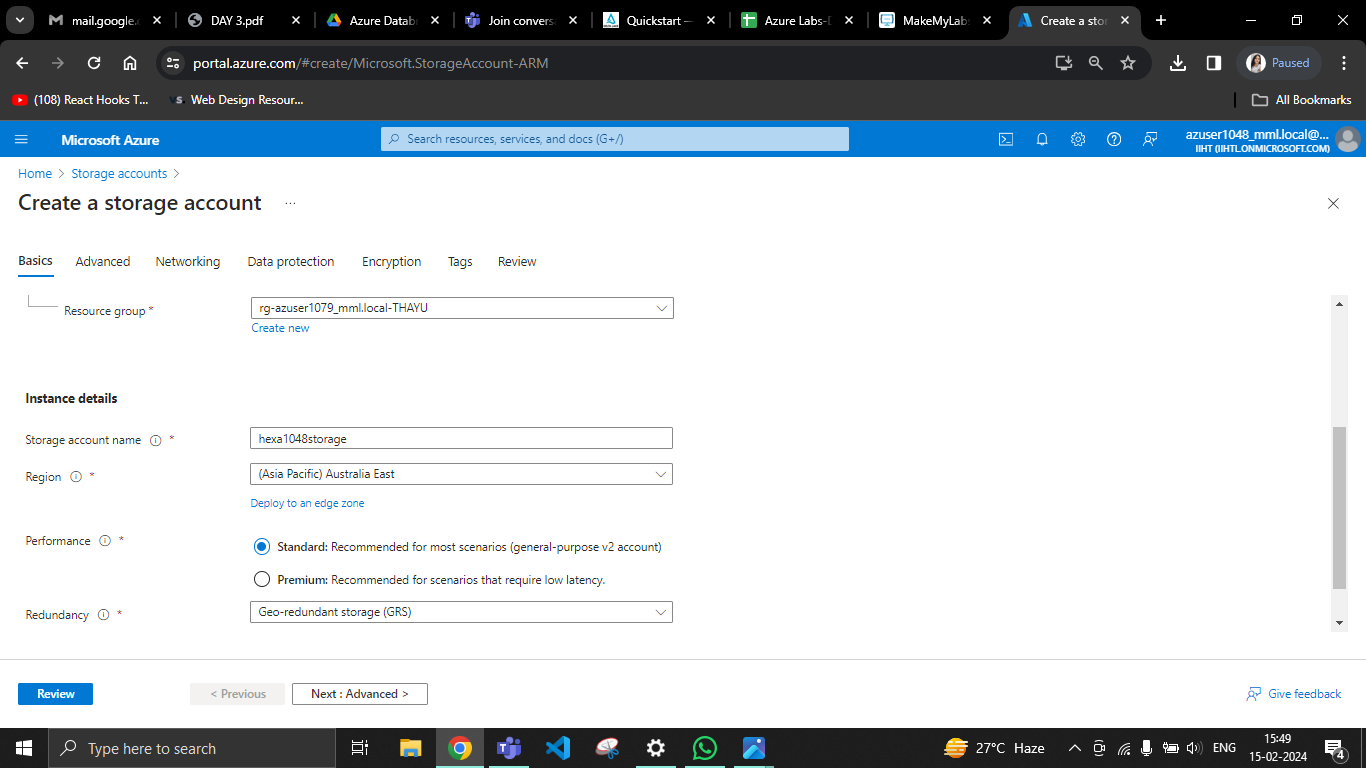 mail.google.c
DAY 3.pdf
Azure Datab
Join convers
Quickstart —
Azure Labs-D
MakeMyLab
Create a sto
portal.azure.com/#create/Microsoft.StorageAccount-ARM
Paused
(108) React Hooks T...
VS
Web Design Resour...
All Bookmarks
Microsoft Azure
Search resources, services, and docs (G+/)
azuser1048_mml.local@...
IIHT (IIHTLONMICROSOFT.COM)
Home > Storage accounts >
Create a storage account ...
Basics
Advanced
Networking
Data protection
Encryption
Tags
Review
Resource group *
rg-azuser1079_mml.local-THAYU
Create new
Instance details
Storage account name *
hexa1048storage
Region *
(Asia Pacific) Australia East
Deploy to an edge zone
Performance *
Standard: Recommended for most scenarios (general-purpose v2 account)
Premium: Recommended for scenarios that require low latency.
Redundancy *
Geo-redundant storage (GRS)
Review
< Previous
Next : Advanced >
Give feedback
Type here to search
27°C Haze
ENG
15:49
15-02-2024
4